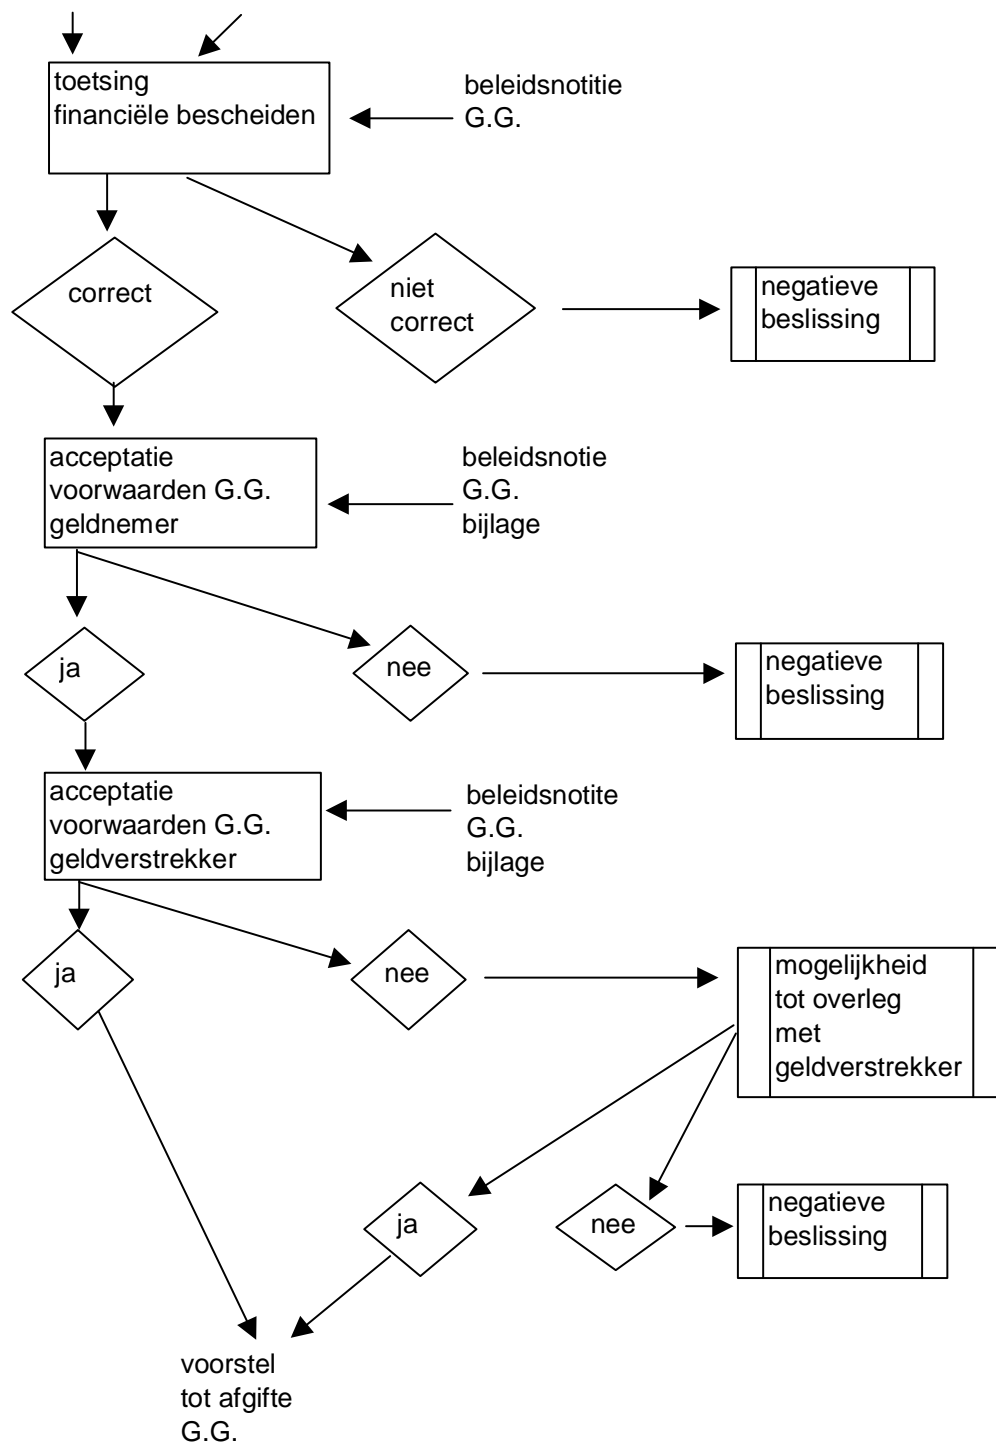 toetsing
financiële bescheiden
beleidsnotitie
G.G.
correct
niet
correct
negatieve
beslissing
acceptatie
voorwaarden G.G.
geldnemer
beleidsnotie
G.G.
bijlage
ja
nee
negatieve
beslissing
acceptatie
voorwaarden G.G.
geldverstrekker
beleidsnotite
G.G.
bijlage
ja
nee
mogelijkheid
tot overleg
met
geldverstrekker
ja
nee
negatieve
beslissing
voorstel
tot afgifte
G.G.